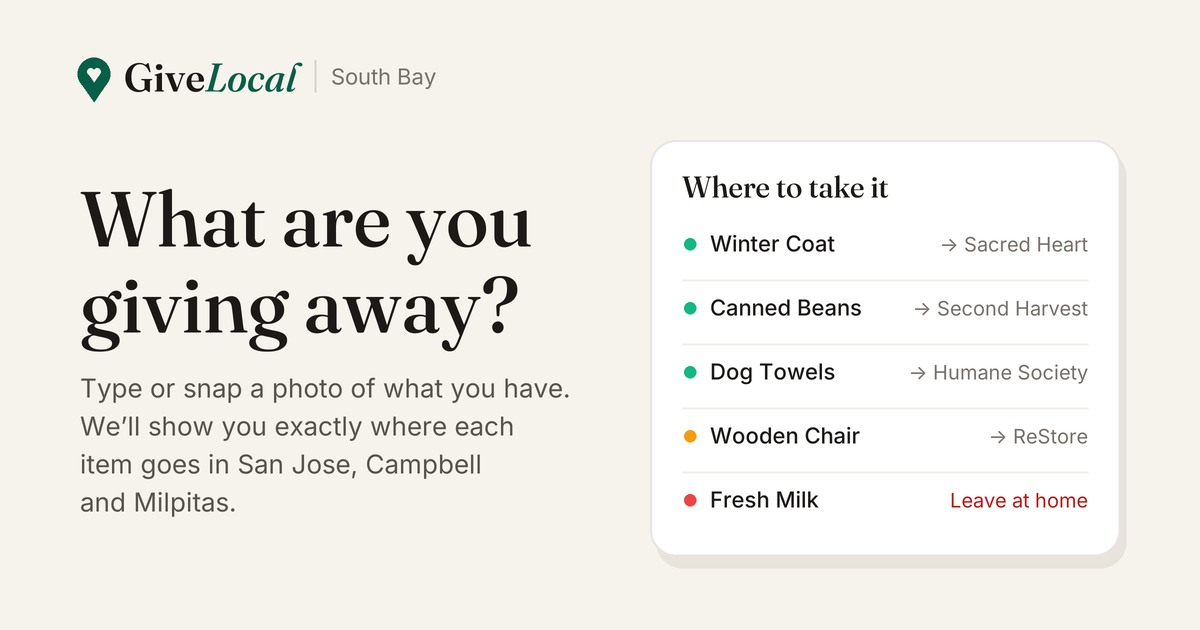 GiveLocal | South Bay
What are you
giving away?
Type or snap a photo of what you have.
We’ll show you exactly where each
item goes in San Jose, Campbell
and Milpitas.
Where to take it
Winter Coat → Sacred Heart
Canned Beans → Second Harvest
Dog Towels → Humane Society
Wooden Chair → ReStore
Fresh Milk Leave at home